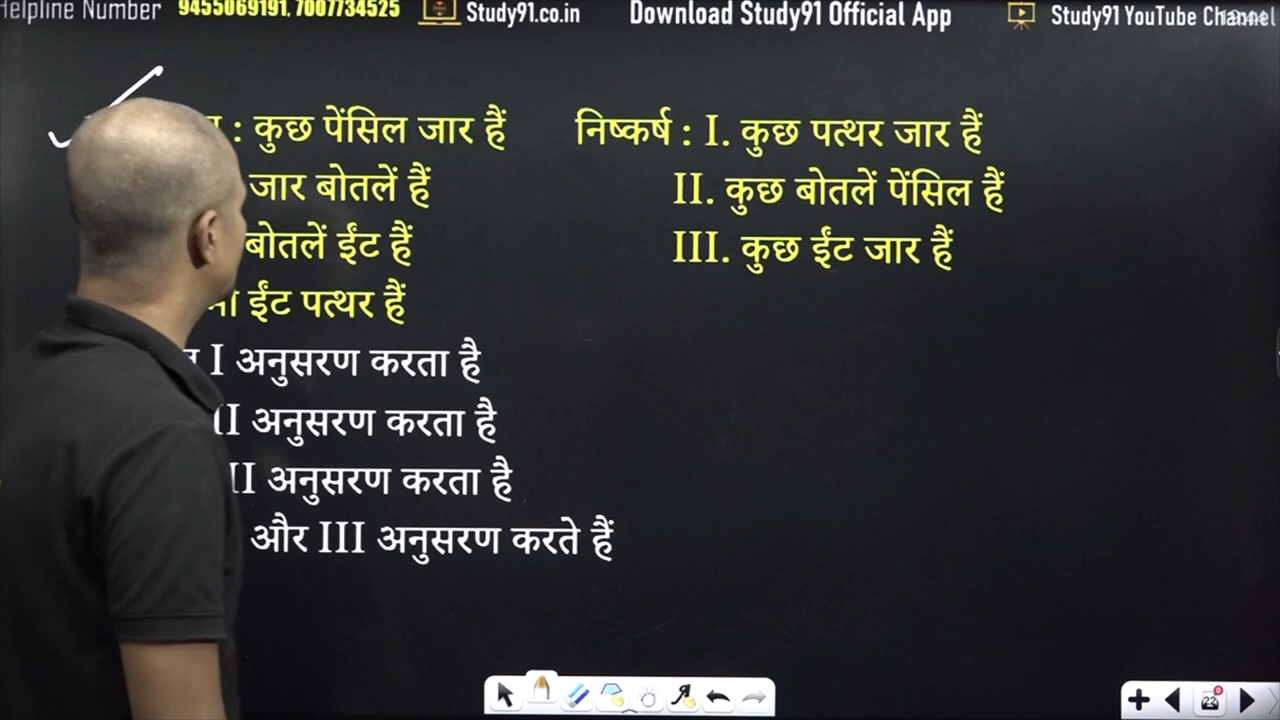 Helpline Number 9455069191, 7007734525 Study91.co.in Download Study91 Official App Study91 YouTube Channel
: कुछ पेंसिल जार हैं
जार बोतलें हैं
बोतलें ईंट हैं
ईंट पत्थर हैं
निष्कर्ष : I. कुछ पत्थर जार हैं
II. कुछ बोतलें पेंसिल हैं
III. कुछ ईंट जार हैं
I अनुसरण करता है
II अनुसरण करता है
II अनुसरण करता है
और III अनुसरण करते हैं
22